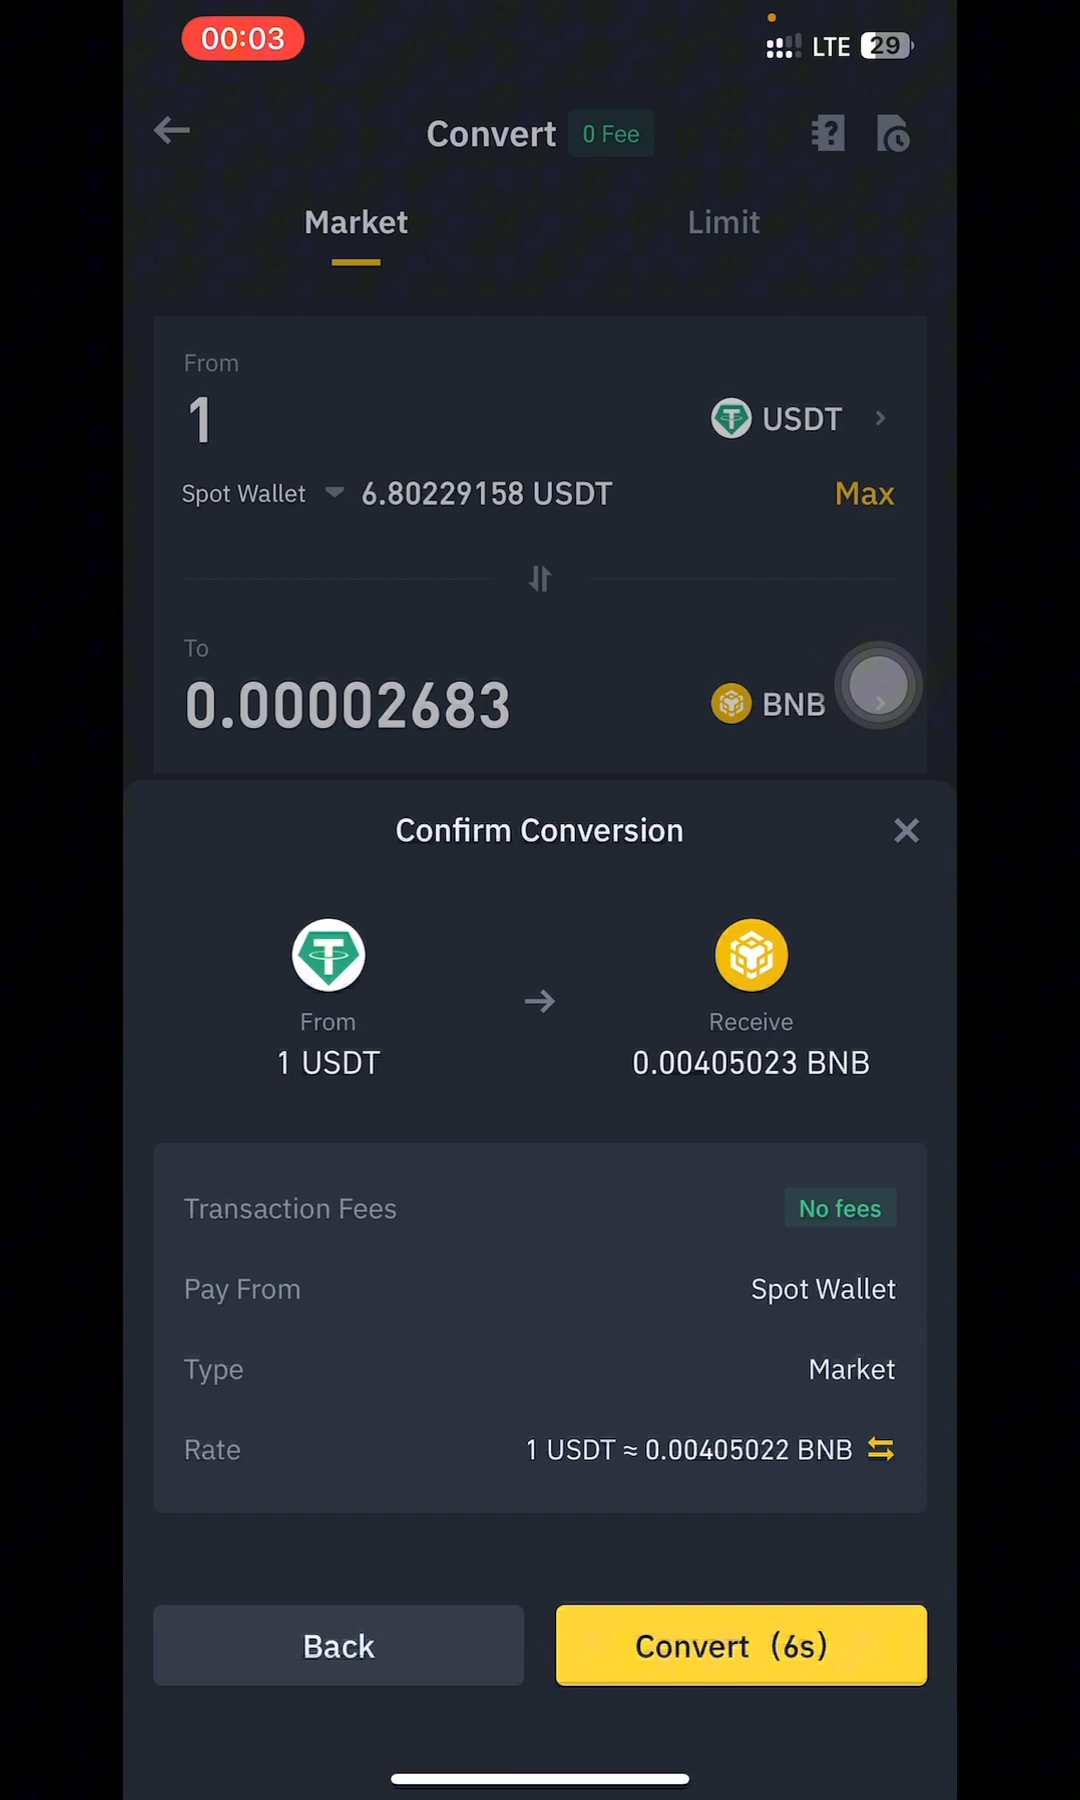 00:03
LTE 29
Convert 0 Fee
Market Limit
From
1 USDT
Spot Wallet 6.80229158 USDT Max
To
0.00002683 BNB
Confirm Conversion
From Receive
1 USDT 0.00405023 BNB
Transaction Fees No fees
Pay From Spot Wallet
Type Market
Rate 1 USDT ≈ 0.00405022 BNB
Back Convert (6s)